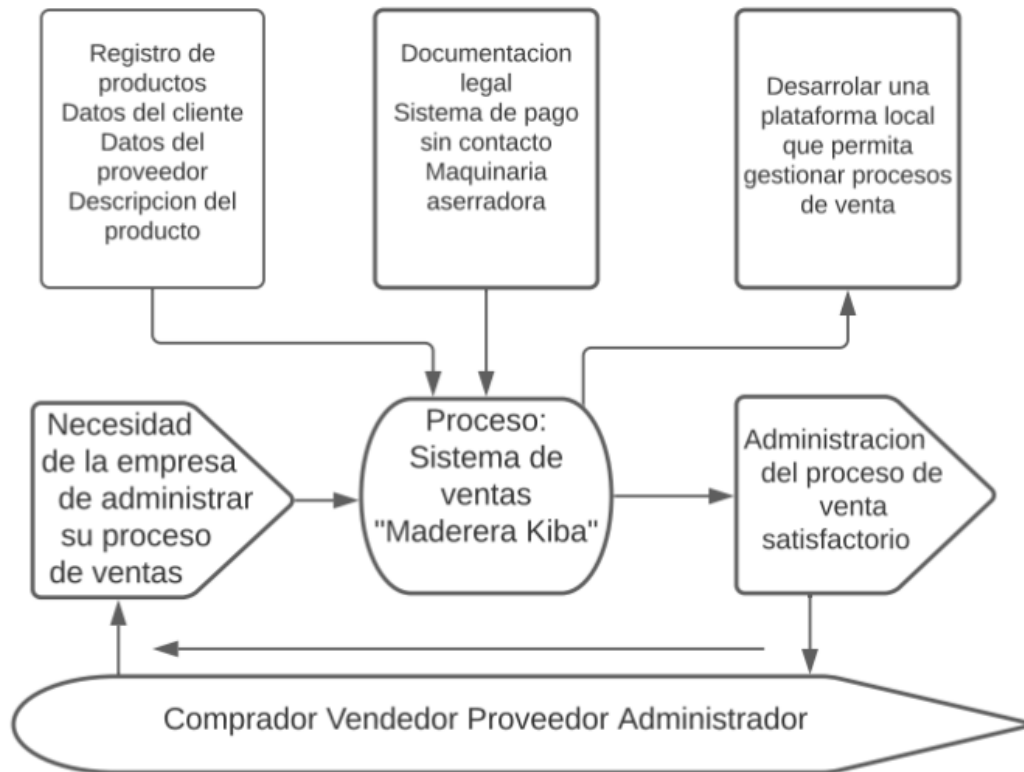 Registro de
productos
Datos del cliente
Datos del
proveedor
Descripcion del
producto
Documentacion
legal
Sistema de pago
sin contacto
Maquinaria
aserradora
Desarrolar una
plataforma local
que permita
gestionar procesos
de venta
Necesidad
de la empresa
de administrar
su proceso
de ventas
Proceso:
Sistema de
ventas
"Maderera Kiba"
Administracion
del proceso de
venta
satisfactorio
Comprador Vendedor Proveedor Administrador